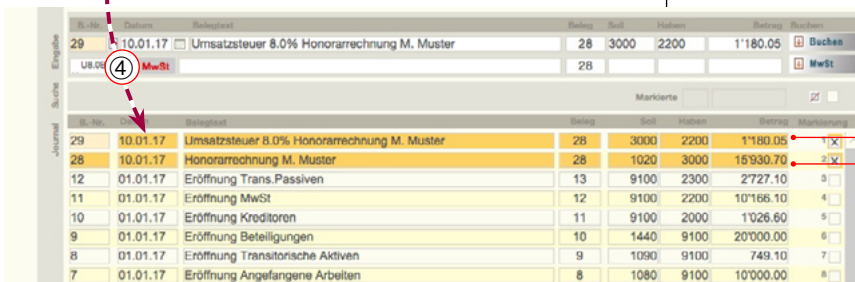 B.-Nr. Datum Belegtext Beleg Soll Haben Betrag Buchen
Eingabe
29 10.01.17 Umsatzsteuer 8.0% Honorarrechnung M. Muster 28 3000 2200 1'180.05 Buchen
④ MwSt 28 MwSt
Suche
Markierte
Journal
B.-Nr. Belegtext Beleg Soll Haben Betrag Markierung
29 10.01.17 Umsatzsteuer 8.0% Honorarrechnung M. Muster 28 3000 2200 1'180.05 1 x
28 10.01.17 Honorarrechnung M. Muster 28 1020 3000 15'930.70 2 x
12 01.01.17 Eröffnung Trans.Passiven 13 9100 2300 2'727.10 3
11 01.01.17 Eröffnung MwSt 12 9100 2200 10'166.10 4
10 01.01.17 Eröffnung Kreditoren 11 9100 2000 1'026.60 5
9 01.01.17 Eröffnung Beteiligungen 10 1440 9100 20'000.00 6
8 01.01.17 Eröffnung Transitorische Aktiven 9 1090 9100 749.10 7
7 01.01.17 Eröffnung Angefangene Arbeiten 8 1080 9100 10'000.00 8